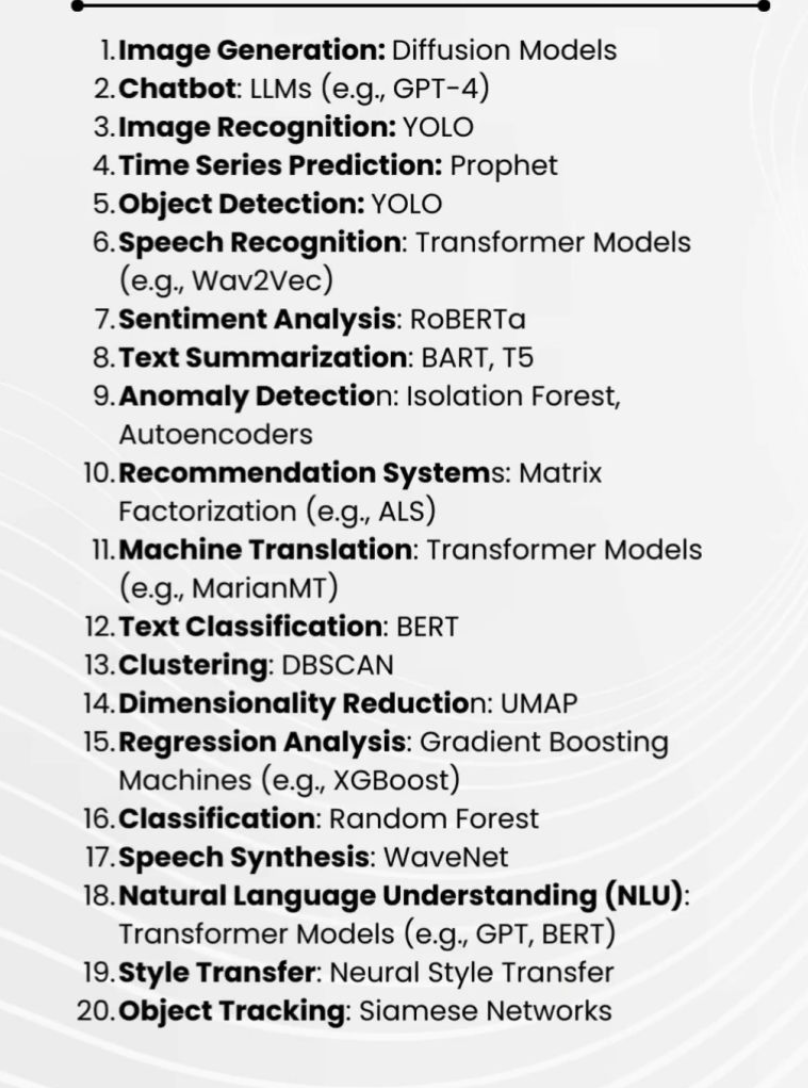 1. Image Generation: Diffusion Models
2. Chatbot: LLMs (e.g., GPT-4)
3. Image Recognition: YOLO
4. Time Series Prediction: Prophet
5. Object Detection: YOLO
6. Speech Recognition: Transformer Models
(e.g., Wav2Vec)
7. Sentiment Analysis: RoBERTa
8. Text Summarization: BART, T5
9. Anomaly Detection: Isolation Forest,
Autoencoders
10. Recommendation Systems: Matrix
Factorization (e.g., ALS)
11. Machine Translation: Transformer Models
(e.g., MarianMT)
12. Text Classification: BERT
13. Clustering: DBSCAN
14. Dimensionality Reduction: UMAP
15. Regression Analysis: Gradient Boosting
Machines (e.g., XGBoost)
16. Classification: Random Forest
17. Speech Synthesis: WaveNet
18. Natural Language Understanding (NLU):
Transformer Models (e.g., GPT, BERT)
19. Style Transfer: Neural Style Transfer
20. Object Tracking: Siamese Networks